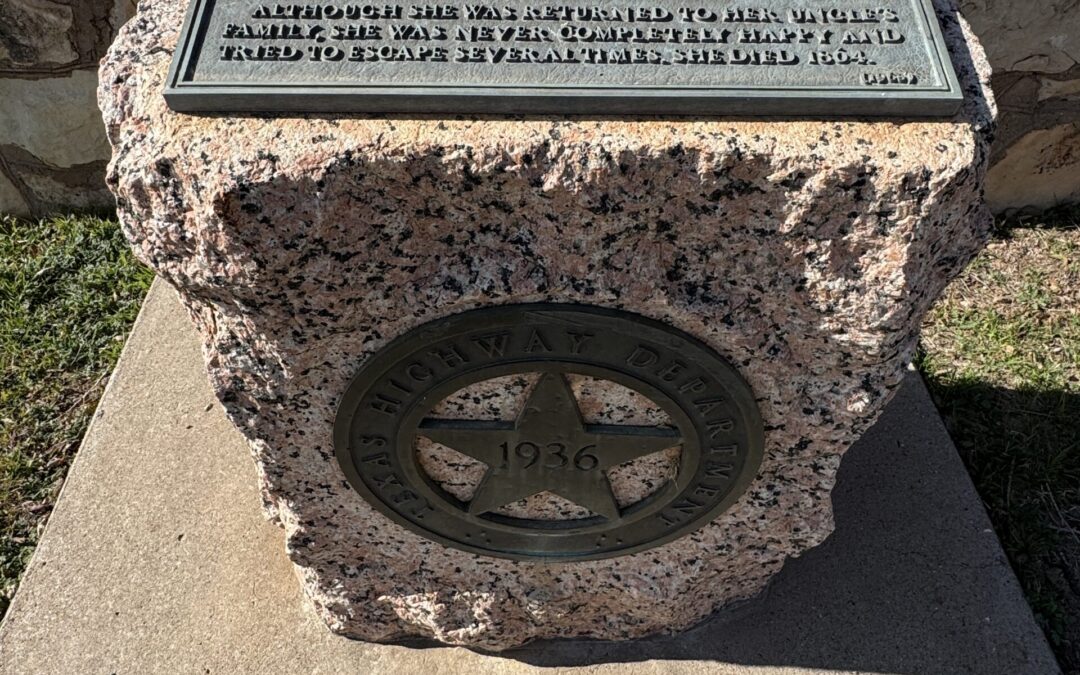 ALTHOUGH SHE WAS RETURNED TO HER UNCLE'S
FAMILY, SHE WAS NEVER COMPLETELY HAPPY AND
TRIED TO ESCAPE SEVERAL TIMES. SHE DIED 1864.
(1968)
TEXAS HIGHWAY DEPARTMENT
1936